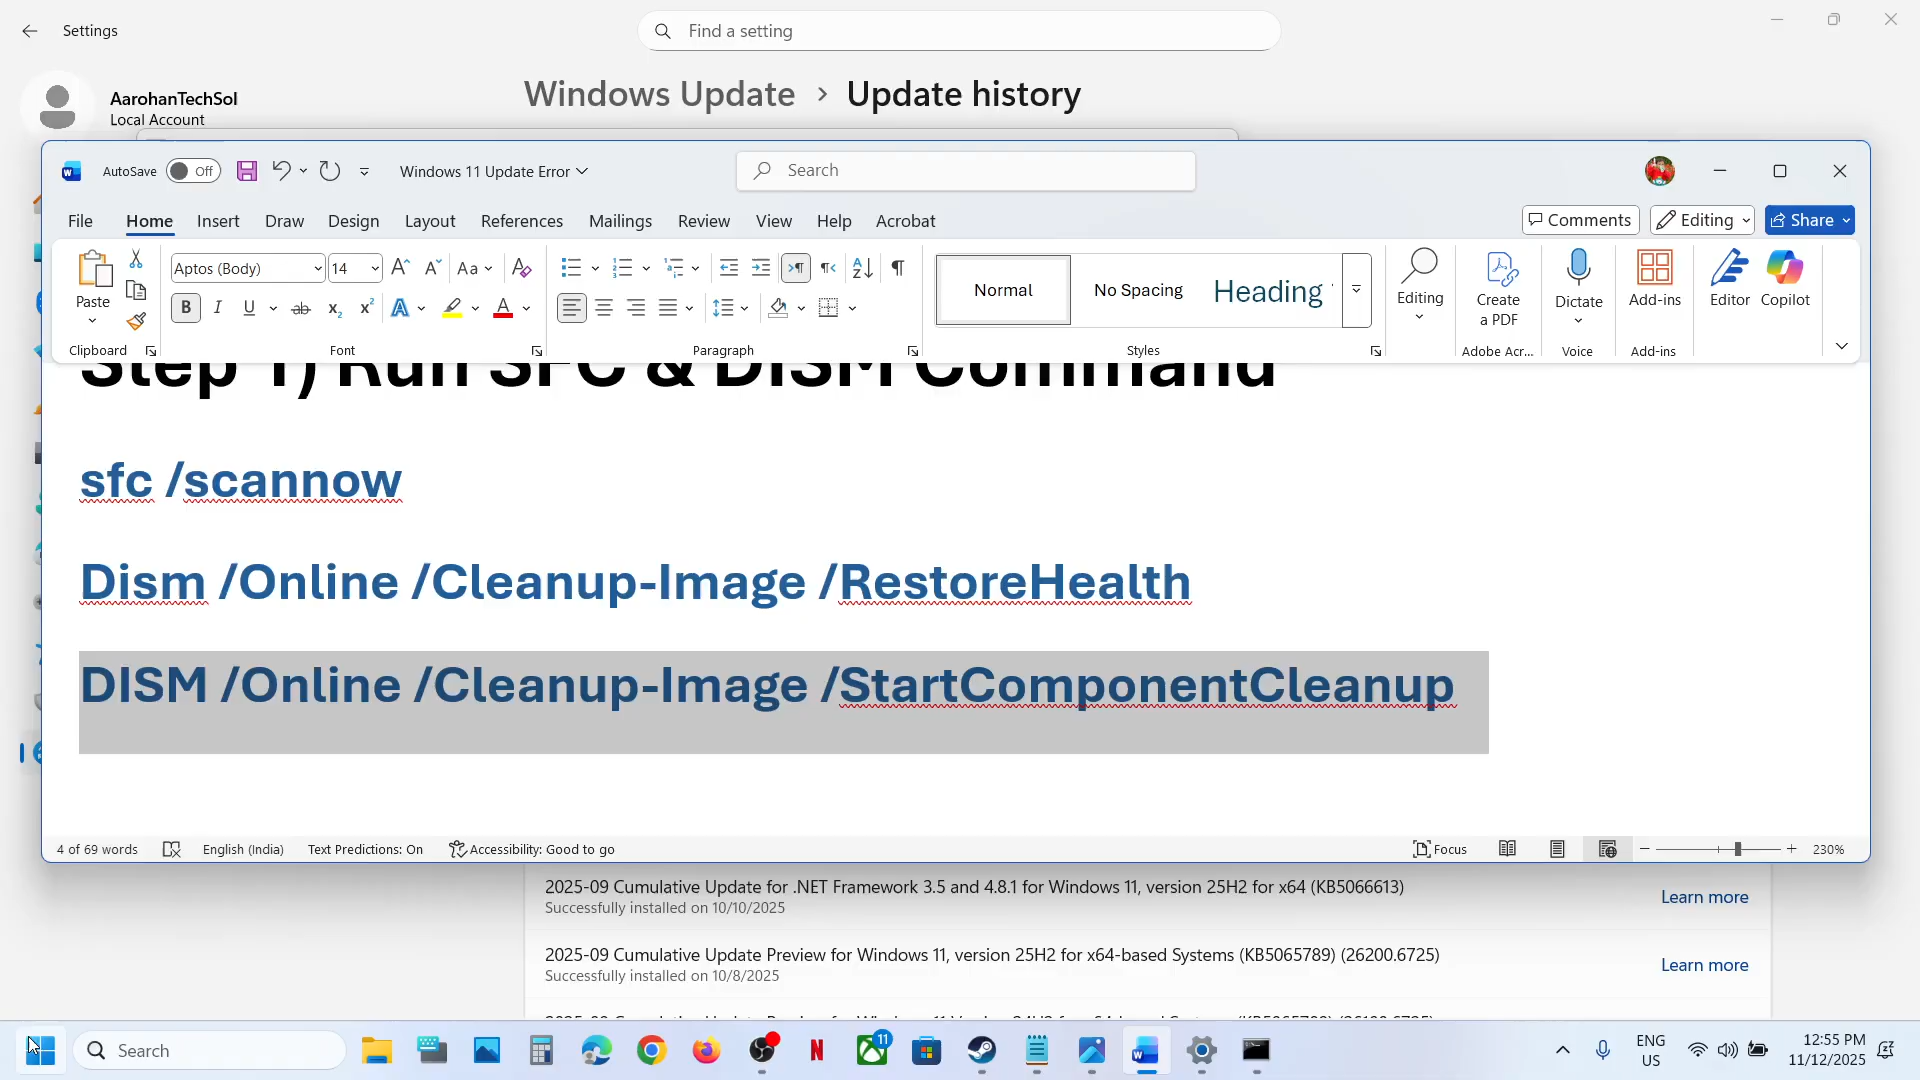 Settings
Find a setting
AarohanTechSol
Local Account
Windows Update > Update history
AutoSave Off
Windows 11 Update Error
Search
File Home Insert Draw Design Layout References Mailings Review View Help Acrobat
Comments Editing Share
Paste
Clipboard
Aptos (Body) 14
Font
Paragraph
Normal
No Spacing
Heading
Styles
Editing
Create a PDF
Adobe Acr...
Dictate
Voice
Add-ins
Add-ins
Editor
Copilot
Step 1) Run SFC & DISM Command
sfc /scannow
Dism /Online /Cleanup-Image /RestoreHealth
DISM /Online /Cleanup-Image /StartComponentCleanup
4 of 69 words English (India) Text Predictions: On Accessibility: Good to go Focus 230%
2025-09 Cumulative Update for .NET Framework 3.5 and 4.8.1 for Windows 11, version 25H2 for x64 (KB5066613)
Successfully installed on 10/10/2025
Learn more
2025-09 Cumulative Update Preview for Windows 11, version 25H2 for x64-based Systems (KB5065789) (26200.6725)
Successfully installed on 10/8/2025
Learn more
Search
11
ENG
US
12:55 PM
11/12/2025